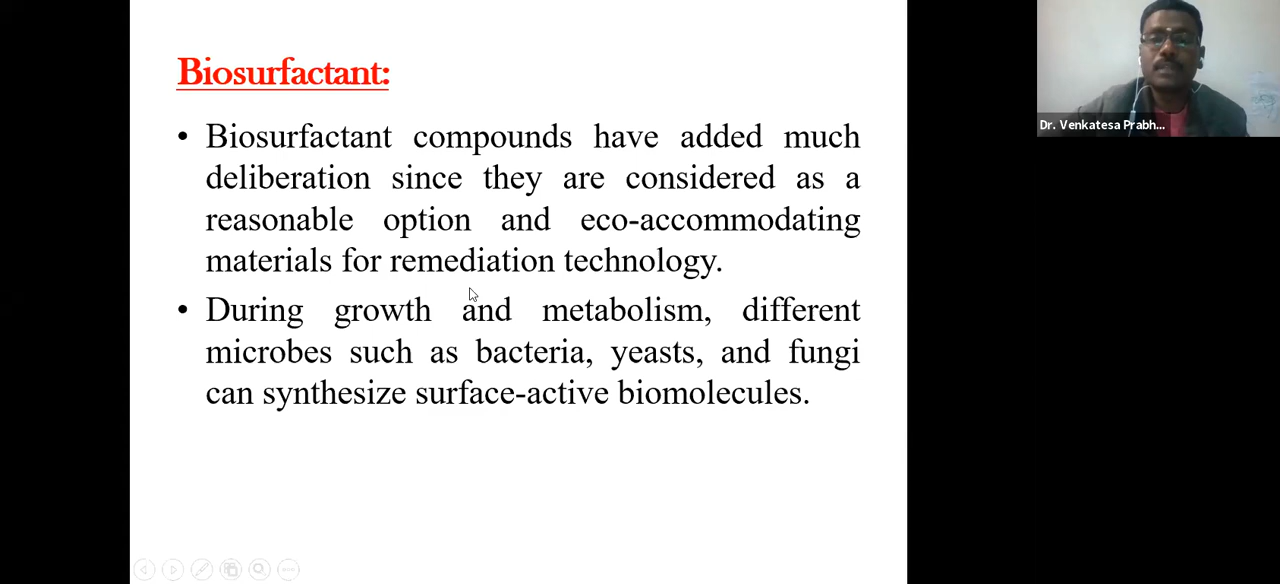 Biosurfactant:
• Biosurfactant compounds have added much
deliberation since they are considered as a
reasonable option and eco-accommodating
materials for remediation technology.
• During growth and metabolism, different
microbes such as bacteria, yeasts, and fungi
can synthesize surface-active biomolecules.
Dr. Venkatesa Prabh...